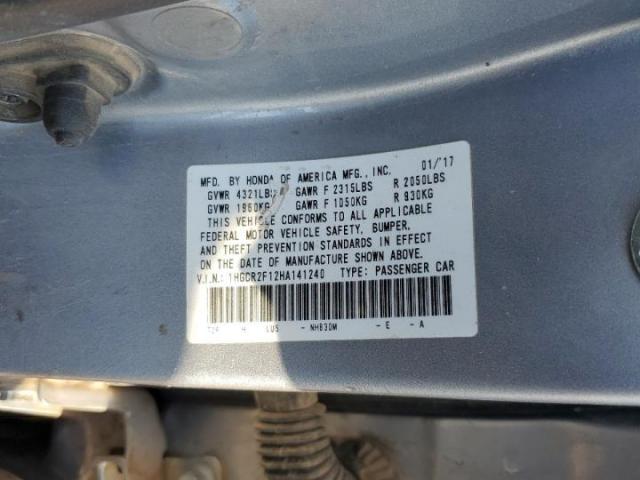 MFD. BY HONDA OF AMERICA MFG., INC. 01/'17
GVWR 4321LBS GAWR F 2315LBS R 2050LBS
GVWR 1960KG GAWR F 1050KG R 930KG
THIS VEHICLE CONFORMS TO ALL APPLICABLE
FEDERAL MOTOR VEHICLE SAFETY, BUMPER,
AND THEFT PREVENTION STANDARDS IN EFFECT
ON THE DATE OF MANUFACTURE SHOWN ABOVE.
V.I.N.: 1HGCR2F12HA141240 TYPE: PASSENGER CAR
H - NH830M - E - A